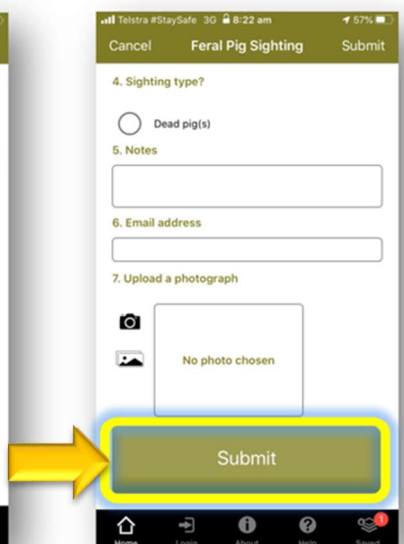 Telstra #StaySafe 3G 8:22 am 57%
Cancel Feral Pig Sighting Submit
4. Sighting type?
Dead pig(s)
5. Notes
6. Email address
7. Upload a photograph
No photo chosen
Submit
1
Home Login About Help Saved